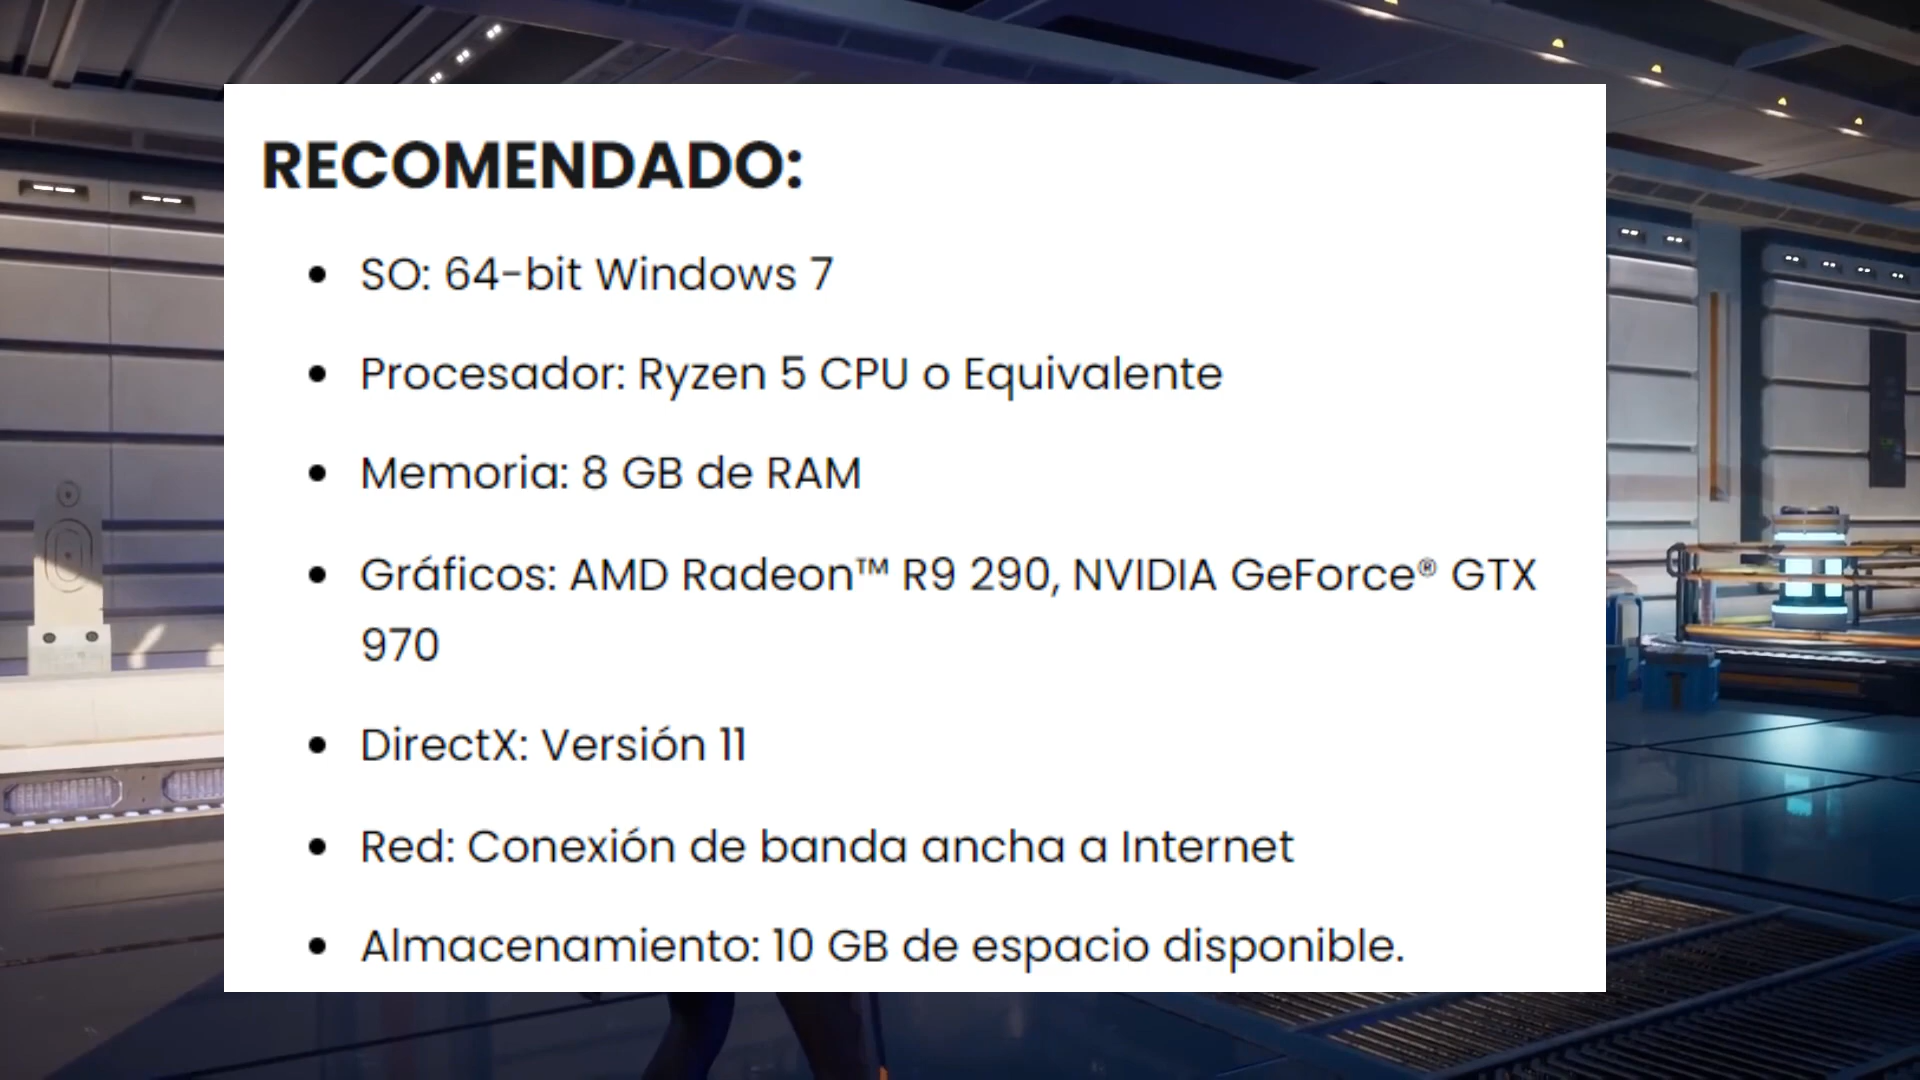 RECOMENDADO:
SO: 64-bit Windows 7
Procesador: Ryzen 5 CPU o Equivalente
Memoria: 8 GB de RAM
Gráficos: AMD Radeon™ R9 290, NVIDIA GeForce® GTX
970
DirectX: Versión 11
Red: Conexión de banda ancha a Internet
Almacenamiento: 10 GB de espacio disponible.